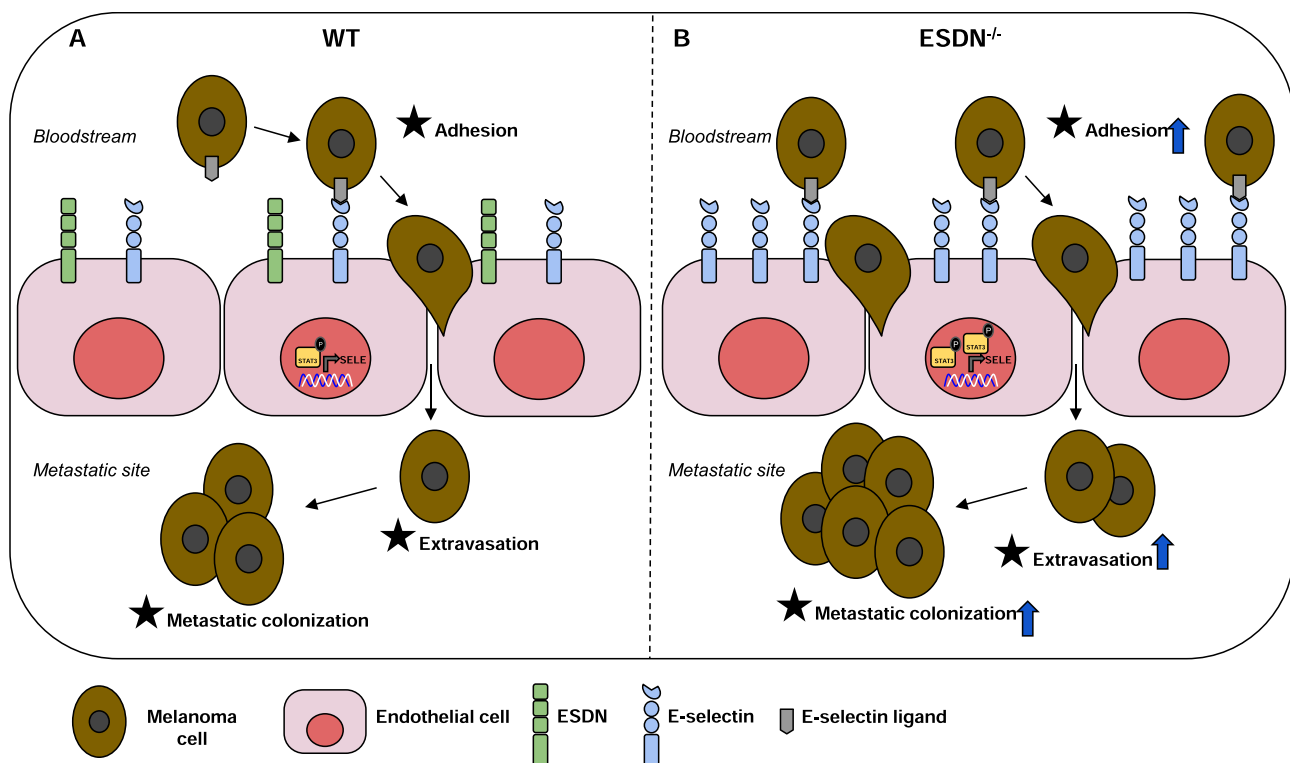 A
WT
Bloodstream
Adhesion
P
STAT3
SELE
Metastatic site
Extravasation
Metastatic colonization
B
ESDN-/-
Bloodstream
Adhesion
P
P
STAT3
STAT3
SELE
Metastatic site
Extravasation
Metastatic colonization
Melanoma
cell
Endothelial cell
ESDN
E-selectin
E-selectin ligand